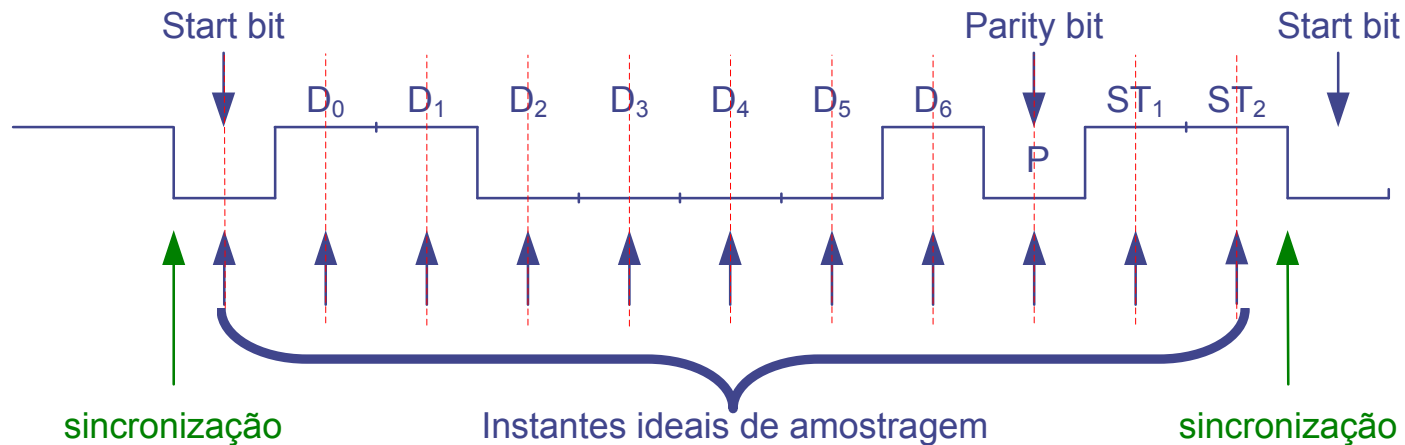 Start bit Parity bit Start bit
D0 D1 D2 D3 D4 D5 D6 ST1 ST2
P
sincronização Instantes ideais de amostragem sincronização